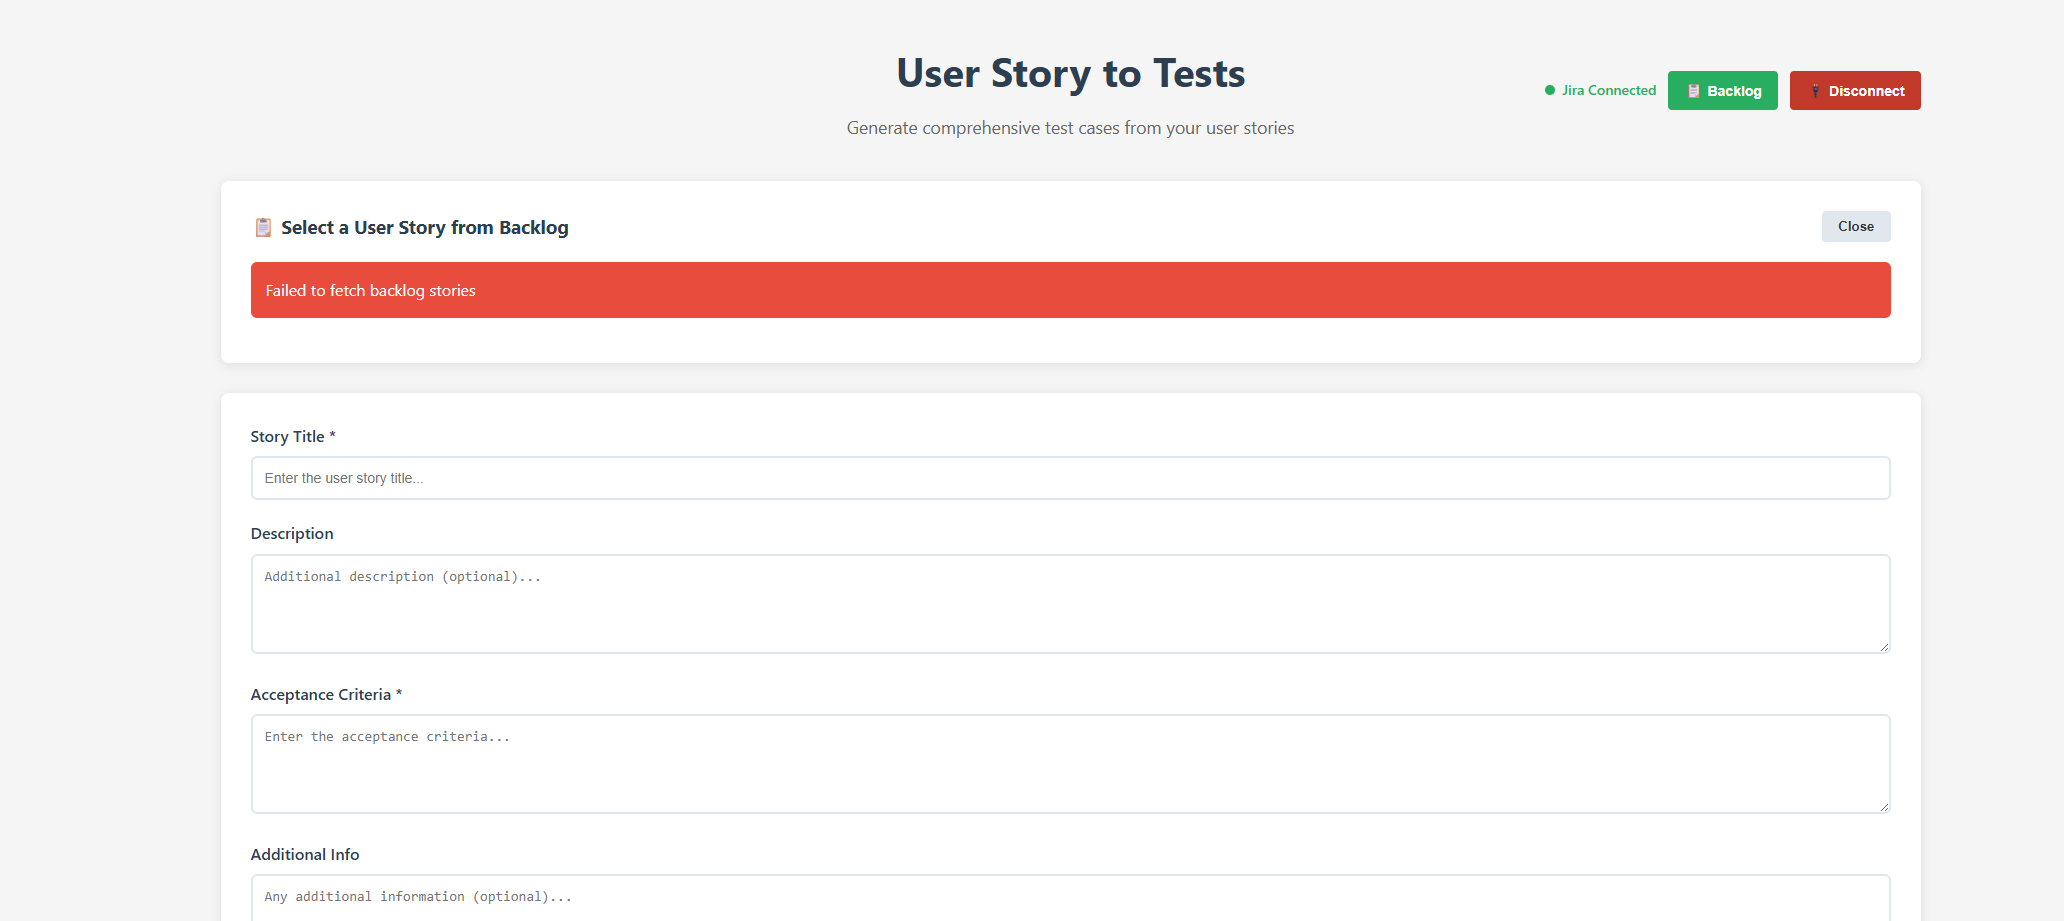 User Story to Tests
Generate comprehensive test cases from your user stories
Jira Connected
Backlog
Disconnect
Select a User Story from Backlog
Close
Failed to fetch backlog stories
Story Title *
Enter the user story title...
Description
Additional description (optional)...
Acceptance Criteria *
Enter the acceptance criteria...
Additional Info
Any additional information (optional)...